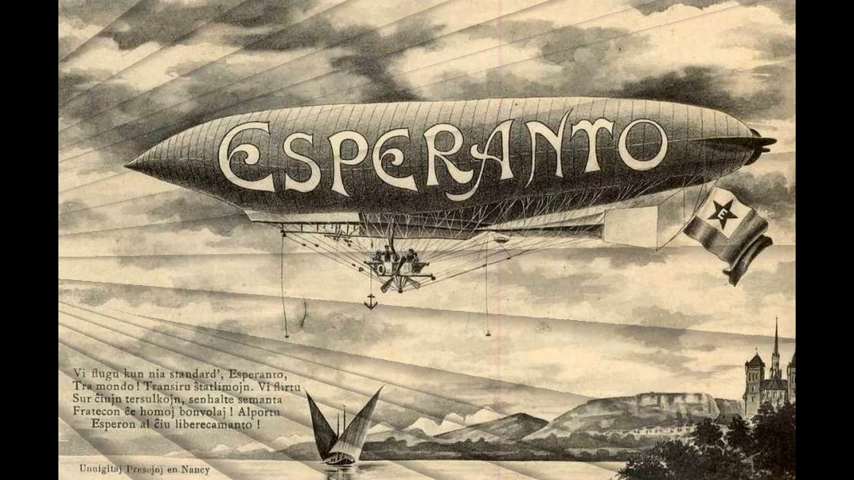 ESPERANTO
E
Vi flugu kun nia standard', Esperanto,
Tra mondo ! Transiru ŝtatlimojn. Vi flirtu
Sur ĉiujn tersulkojn, senhalte semanta
Fratecon ĉe homoj bonvolaj ! Alportu
Esperon al ĉiu liberecamanto !
Unuigitaj Presejoj en Nancy